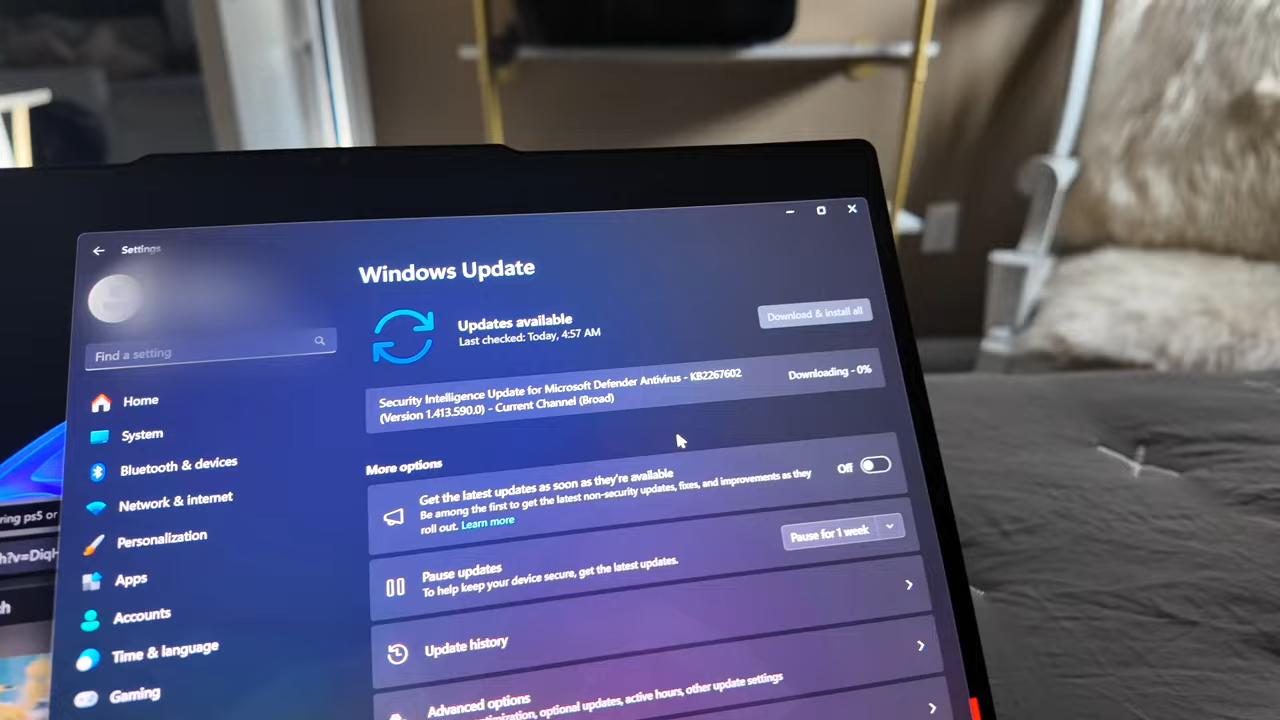 Settings
Find a setting
Home
System
Bluetooth & devices
Network & internet
Personalization
Apps
Accounts
Time & language
Gaming
Windows Update
Updates available
Last checked: Today, 4:57 AM
Download & install all
Security Intelligence Update for Microsoft Defender Antivirus - KB2267602
(Version 1.413.590.0) - Current Channel (Broad)
Downloading - 0%
More options
Get the latest updates as soon as they're available
Be among the first to get the latest non-security updates, fixes, and improvements as they
roll out. Learn more
Off
Pause updates
To help keep your device secure, get the latest updates.
Pause for 1 week
Update history
Advanced options
optional updates, active hours, other update settings
ring ps5 or